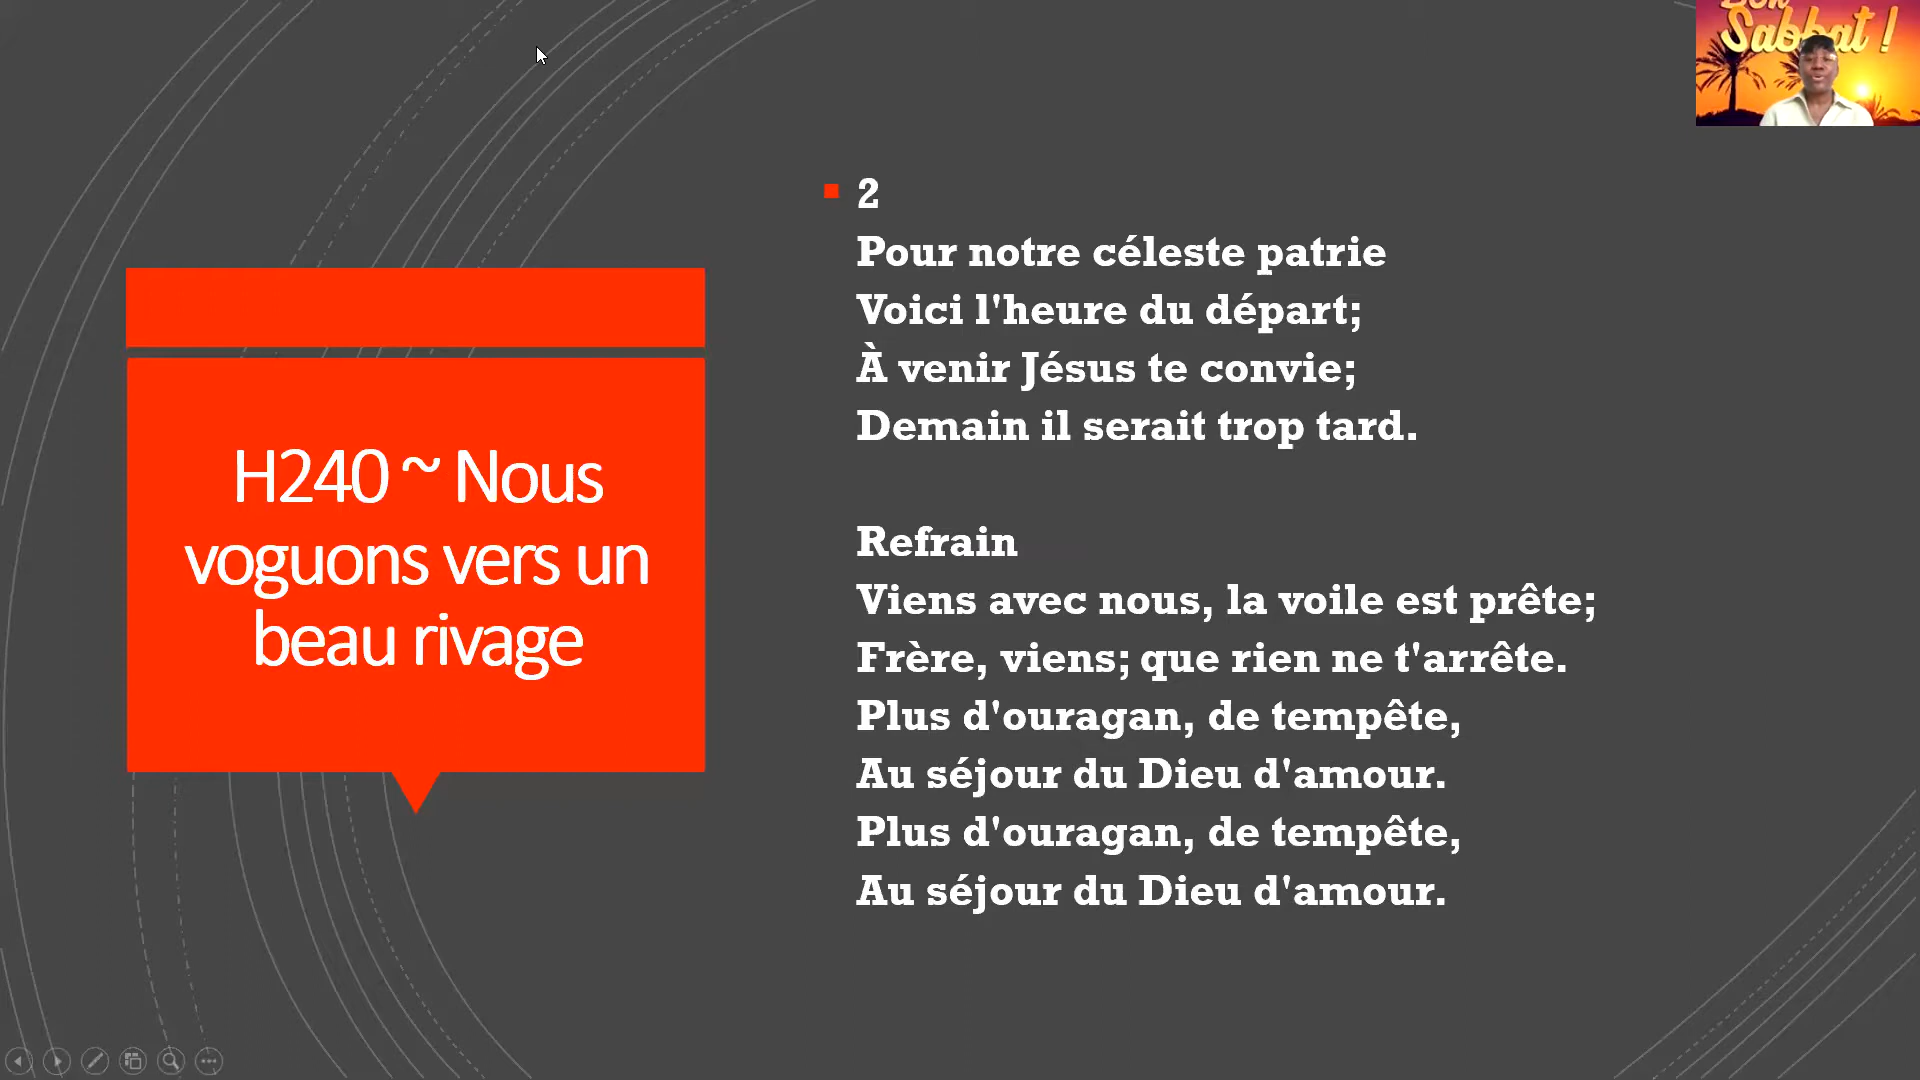 Bon
Sabbat !
H240 ~ Nous
voguons vers un
beau rivage
2
Pour notre céleste patrie
Voici l'heure du départ;
À venir Jésus te convie;
Demain il serait trop tard.
Refrain
Viens avec nous, la voile est prête;
Frère, viens; que rien ne t'arrête.
Plus d'ouragan, de tempête,
Au séjour du Dieu d'amour.
Plus d'ouragan, de tempête,
Au séjour du Dieu d'amour.